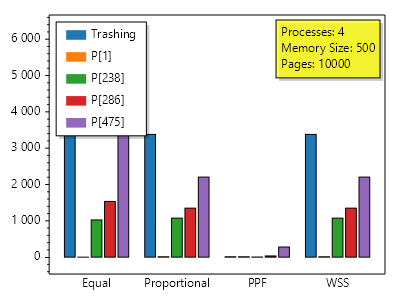 Trashing
P[1]
P[238]
P[286]
P[475]
Processes: 4
Memory Size: 500
Pages: 10000
6 000
5 000
4 000
3 000
2 000
1 000
0
Equal Proportional PPF WSS